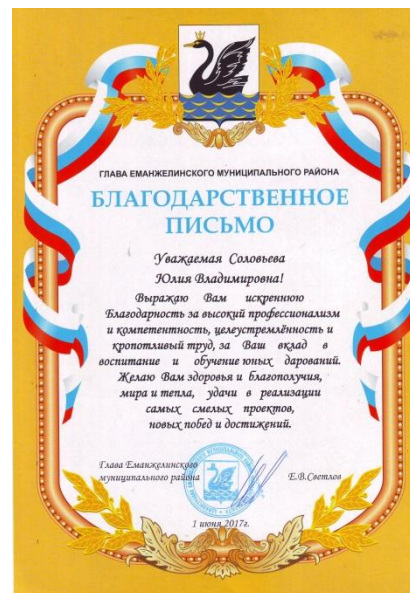 ГЛАВА ЕМАНЖЕЛИНСКОГО МУНИЦИПАЛЬНОГО РАЙОНА
БЛАГОДАРСТВЕННОЕ
ПИСЬМО
Уважаемая Соловьева
Юлия Владимировна!
Выражаю Вам искреннюю
Благодарность за высокий профессионализм
и компетентность, целеустремлённость и
кропотливый труд, за Ваш вклад в
воспитание и обучение юных дарований.
Желаю Вам здоровья и благополучия,
мира и тепла, удачи в реализации
самых смелых проектов,
новых побед и достижений.
Глава Еманжелинского
муниципального района Е.В.Светлов
1 июня 2017г.